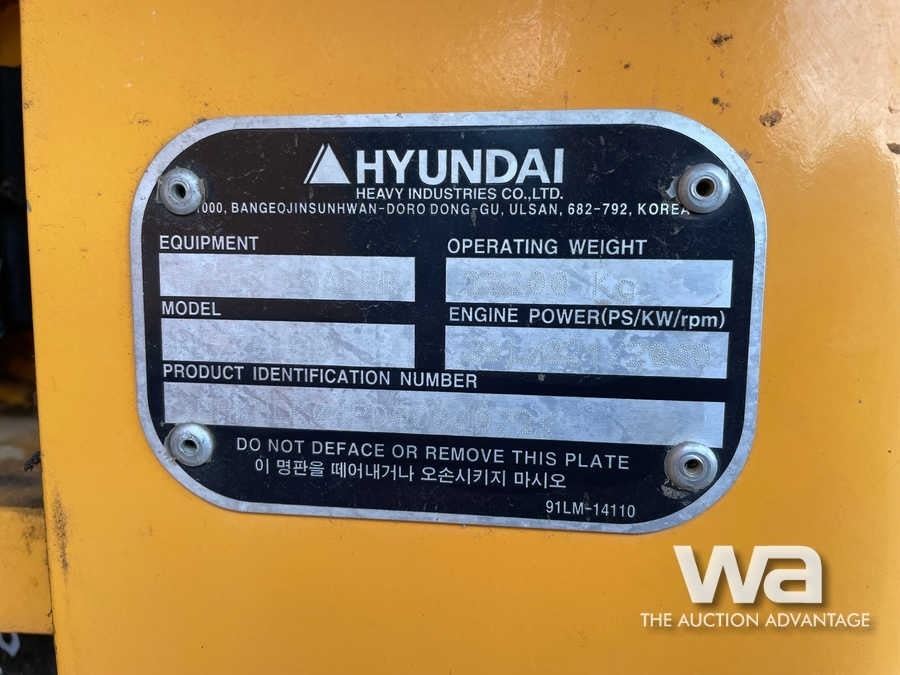 HYUNDAI
HEAVY INDUSTRIES CO.,LTD.
1000, BANGEOJINSUNHWAN-DORO DONG-GU, ULSAN, 682-792, KOREA
EQUIPMENT
OPERATING WEIGHT
Kg
MODEL
ENGINE POWER(PS/KW/rpm)
PRODUCT IDENTIFICATION NUMBER
DO NOT DEFACE OR REMOVE THIS PLATE
이 명판을 떼어내거나 오손시키지 마시오
91LM-14110
wa
THE AUCTION ADVANTAGE